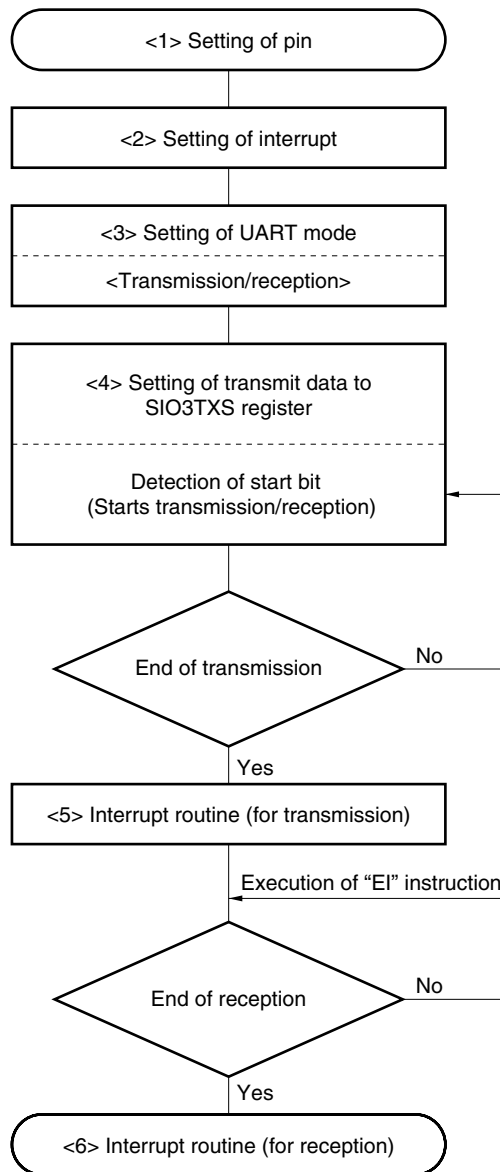 <1> Setting of pin
<2> Setting of interrupt
<3> Setting of UART mode
<Transmission/reception>
<4> Setting of transmit data to
SIO3TXS register
Detection of start bit
(Starts transmission/reception)
End of transmission
No
Yes
<5> Interrupt routine (for transmission)
Execution of “EI” instruction
End of reception
No
Yes
<6> Interrupt routine (for reception)